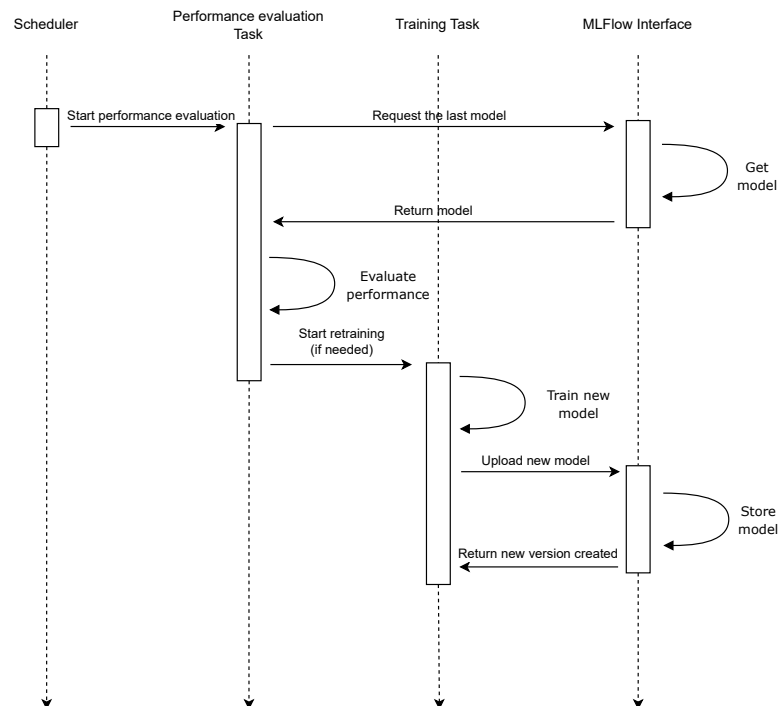 Scheduler
Performance evaluation
Task
Training Task
MLFlow Interface
Start performance evaluation
Request the last model
Get
model
Return model
Evaluate
performance
Start retraining
(if needed)
Train new
model
Upload new model
Store
model
Return new version created